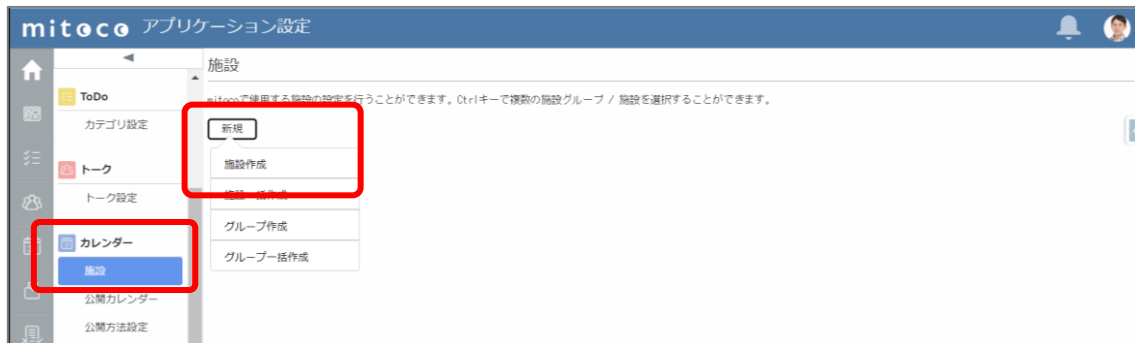 mitoco アプリケーション設定
施設
mitocoで使用する施設の設定を行うことができます。Ctrlキーで複数の施設グループ / 施設を選択することができます。
新規
施設作成
施設一括作成
グループ作成
グループ一括作成
ToDo
カテゴリ設定
トーク
トーク設定
カレンダー
施設
公開カレンダー
公開方法設定